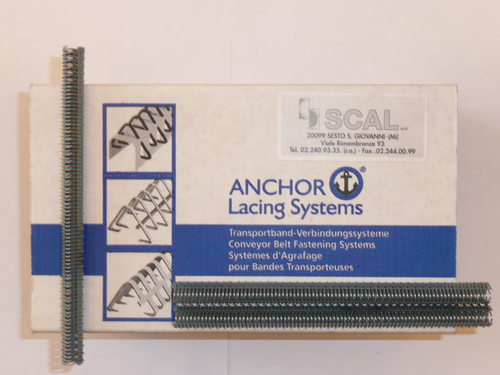 SCAL s.r.l.
20099 SESTO S. GIOVANNI (Mi)
Viale Rimembranze 93
Tel. 02.240.93.35. (r.a.) - Fax .02.244.00.99
ANCHOR ®
Lacing Systems
Transportband-Verbindungssysteme
Conveyor Belt Fastening Systems
Systèmes d'Agrafage
pour Bandes Transporteuses